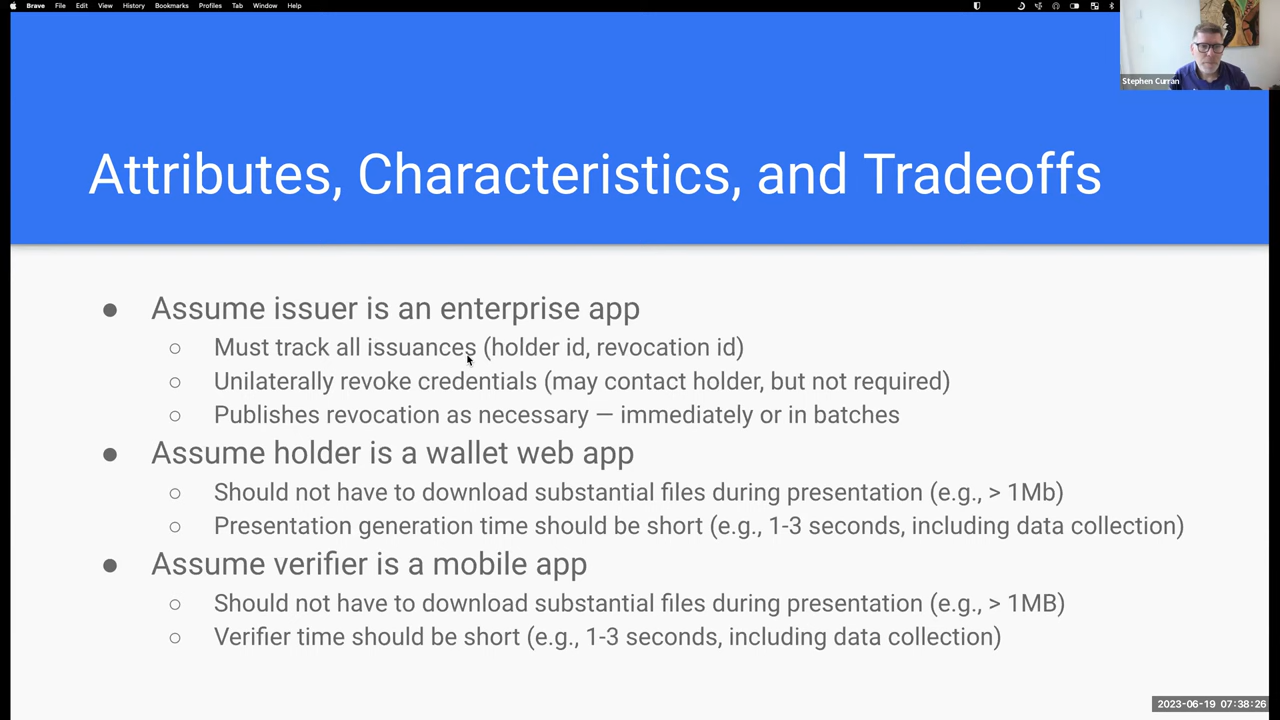 Brave File Edit View History Bookmarks Profiles Tab Window Help
Stephen Curran
Attributes, Characteristics, and Tradeoffs
● Assume issuer is an enterprise app
○ Must track all issuances (holder id, revocation id)
○ Unilaterally revoke credentials (may contact holder, but not required)
○ Publishes revocation as necessary — immediately or in batches
● Assume holder is a wallet web app
○ Should not have to download substantial files during presentation (e.g., > 1Mb)
○ Presentation generation time should be short (e.g., 1-3 seconds, including data collection)
● Assume verifier is a mobile app
○ Should not have to download substantial files during presentation (e.g., > 1MB)
○ Verifier time should be short (e.g., 1-3 seconds, including data collection)
2023-06-19 07:38:26